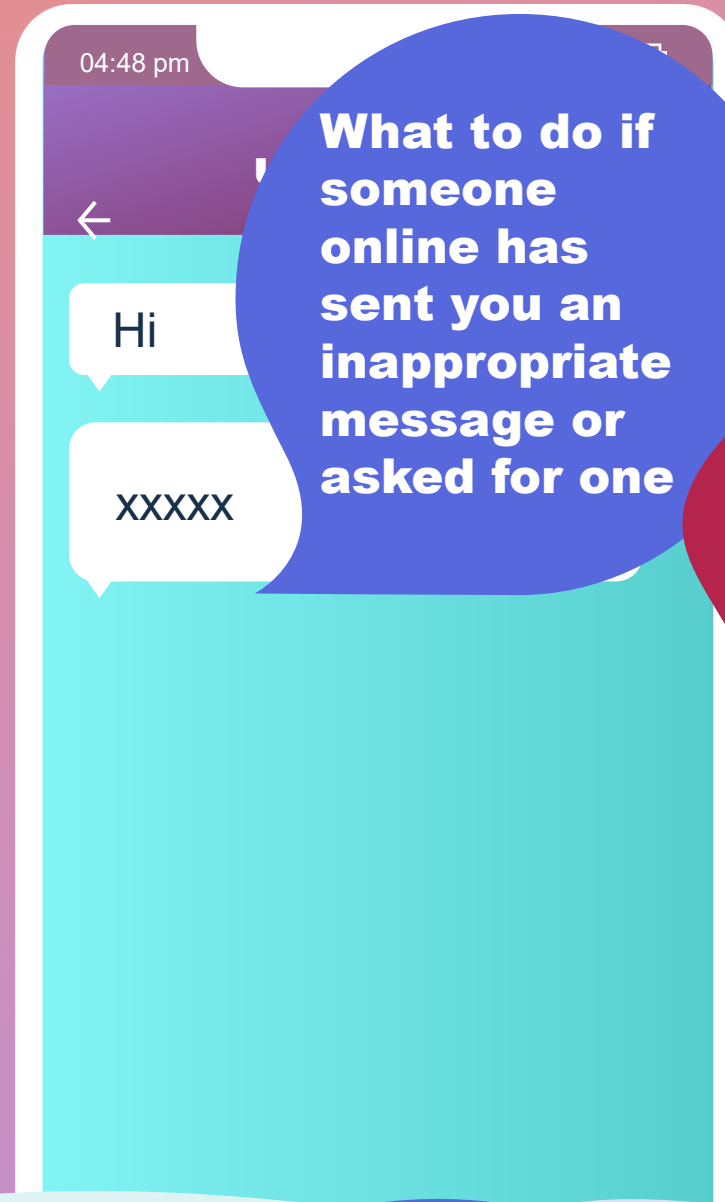 04:48 pm
What to do if
someone
online has
sent you an
inappropriate
message or
asked for one
Hi
xxxxx